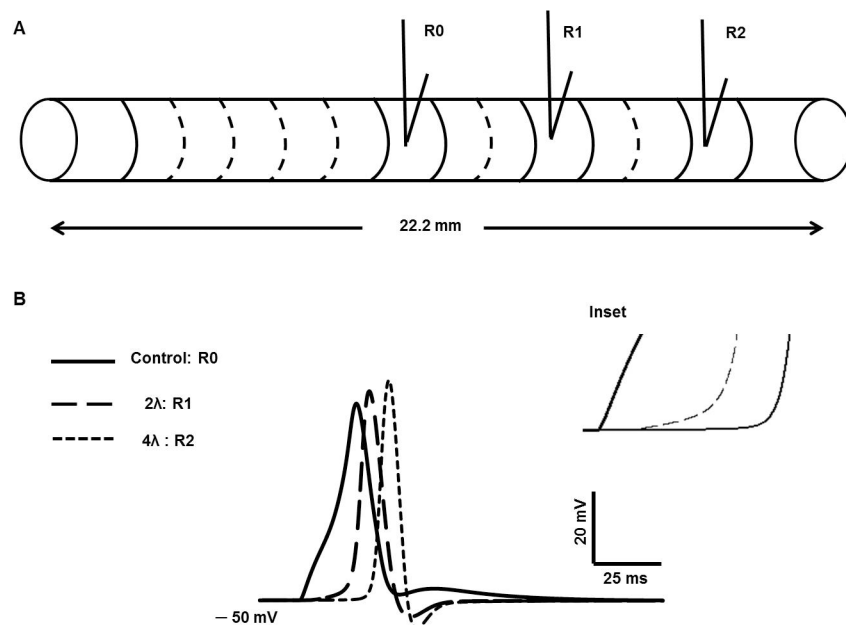 A
R0
R1
R2
22.2 mm
B
Inset
Control: R0
2λ: R1
4λ : R2
20 mV
25 ms
— 50 mV